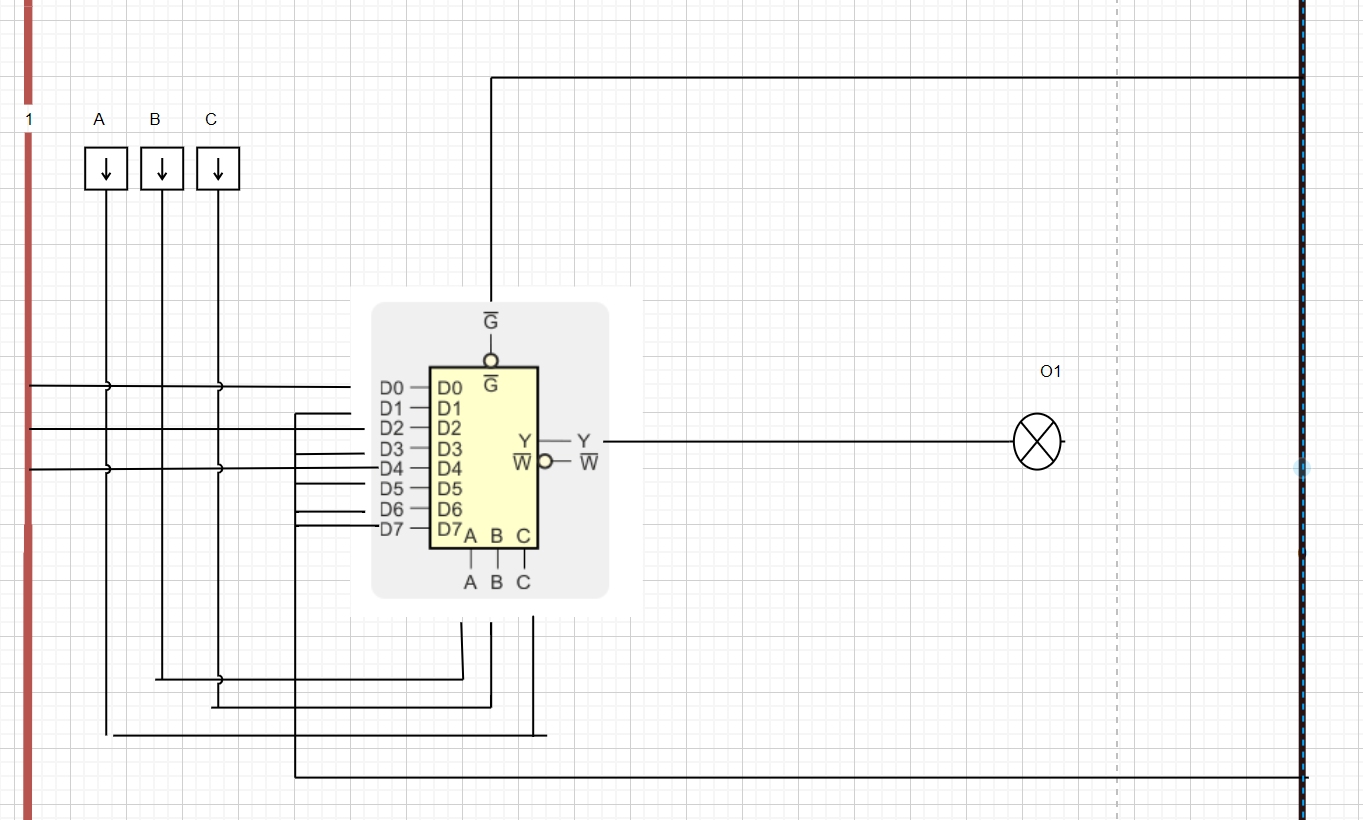 1 A B C
G̅
G̅
O1
D0 D0
D1 D1
D2 D2
D3 D3
D4 D4
D5 D5
D6 D6
D7 D7
Y Y
W̅ W̅
A B C
A B C